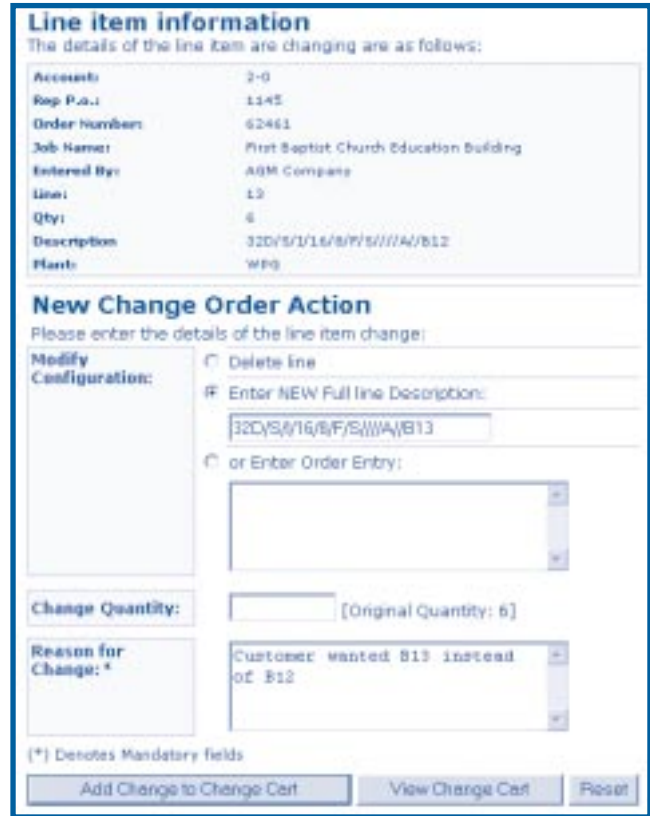 Line item information
The details of the line item are changing are as follows:
Account: 2-0
Rep P.o.: 1145
Order Number: 62461
Job Name: First Baptist Church Education Building
Entered By: AGM Company
Line: 13
Qty: 6
Description 32D/S/I/16/8/F/S/////A//B12
Plant: WPG
New Change Order Action
Please enter the details of the line item change:
Modify Configuration:
Delete line
Enter NEW Full line Description:
32D/S/I/16/8/F/S/////A//B13
or Enter Order Entry:
Change Quantity: [Original Quantity: 6]
Reason for Change: *
Customer wanted B13 instead
of B12
(*) Denotes Mandatory fields
Add Change to Change Cart View Change Cart Reset